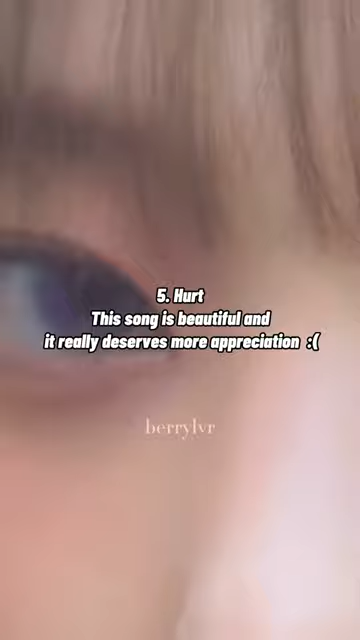 5. Hurt
This song is beautiful and
it really deserves more appreciation :(
berrylvr